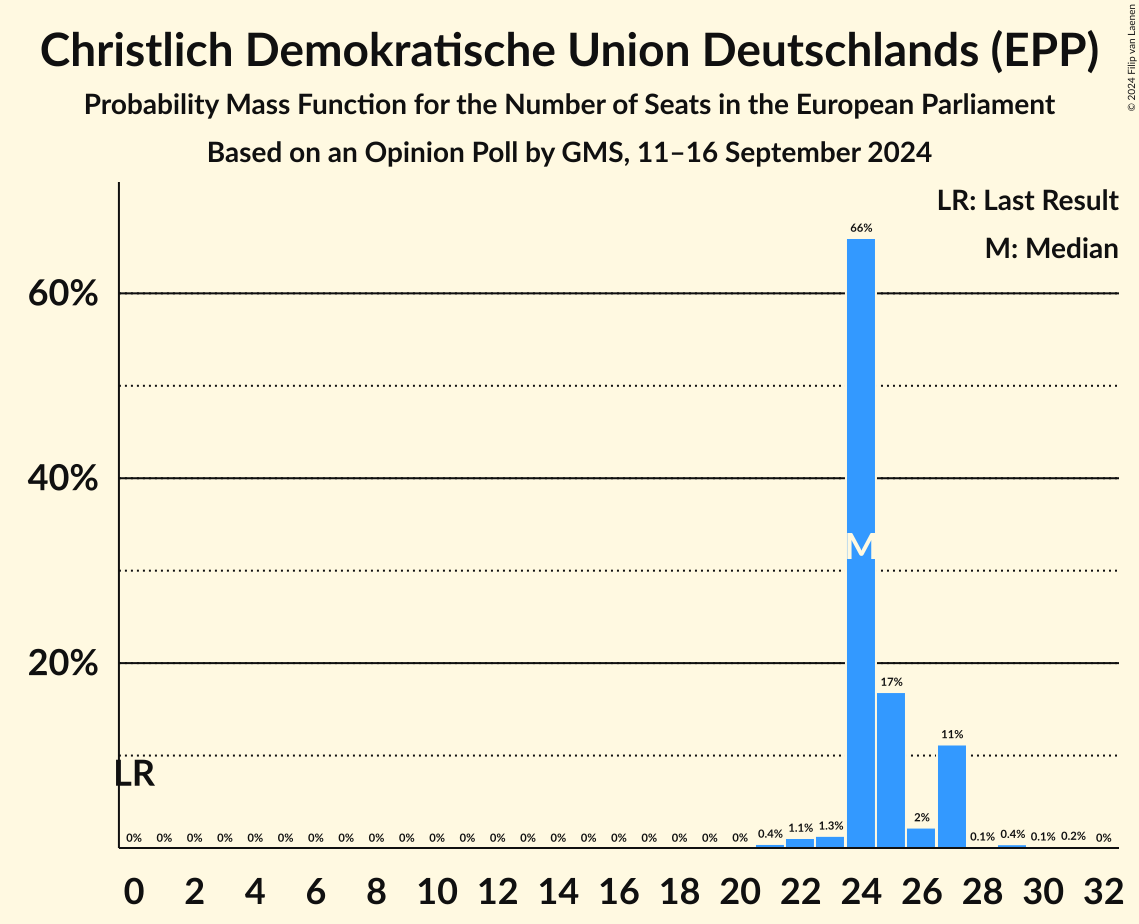 Christlich Demokratische Union Deutschlands (EPP)
Probability Mass Function for the Number of Seats in the European Parliament
Based on an Opinion Poll by GMS, 11–16 September 2024
© 2024 Filip van Laenen
LR: Last Result
M: Median
60%
40%
20%
66%
M
17%
11%
LR
0% 0% 0% 0% 0% 0% 0% 0% 0% 0% 0% 0% 0% 0% 0% 0% 0% 0% 0% 0% 0% 0.4% 1.1% 1.3% 2% 0.1% 0.4% 0.1% 0.2% 0%
0 2 4 6 8 10 12 14 16 18 20 22 24 26 28 30 32